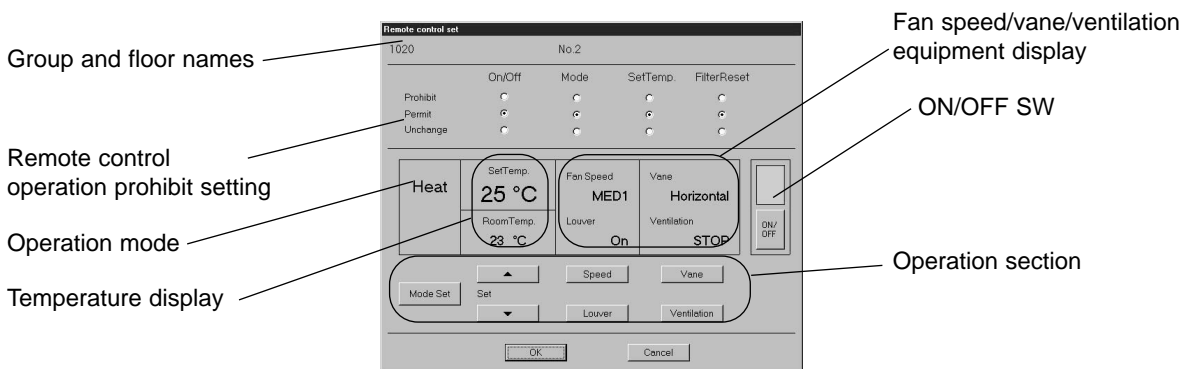 Group and floor names
Remote control
operation prohibit setting
Operation mode
Temperature display
Remote control set
1020 No.2
On/Off Mode SetTemp. FilterReset
Prohibit
Permit
Unchange
Heat
SetTemp.
25 °C
RoomTemp.
23 °C
Fan Speed
MED1
Vane
Horizontal
Louver
On
Ventilation
STOP
ON/
OFF
Mode Set
Set
Speed
Vane
Louver
Ventilation
OK
Cancel
Fan speed/vane/ventilation
equipment display
ON/OFF SW
Operation section